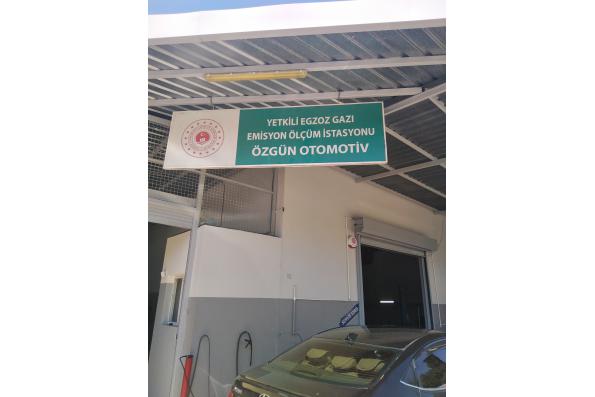 YETKİLİ EGZOZ GAZI
EMİSYON ÖLÇÜM İSTASYONU
ÖZGÜN OTOMOTİV